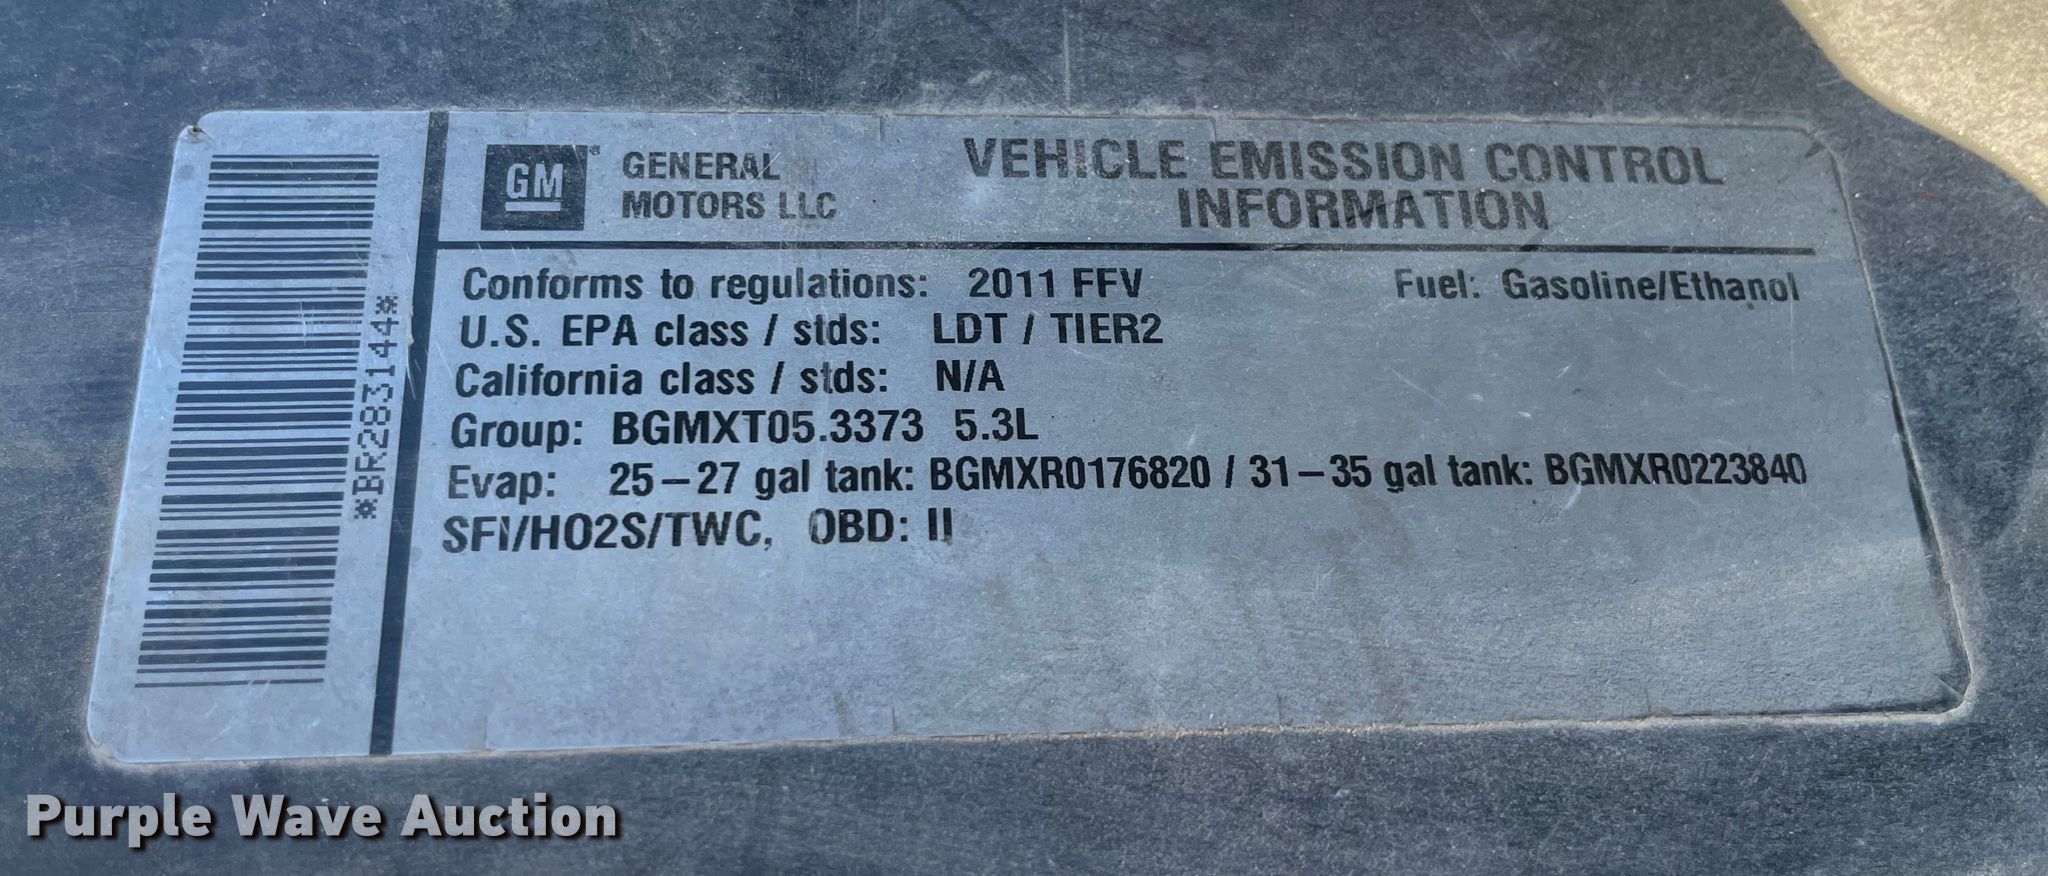 *BR283144*
GM
GENERAL
MOTORS LLC
VEHICLE EMISSION CONTROL
INFORMATION
Conforms to regulations: 2011 FFV Fuel: Gasoline/Ethanol
U.S. EPA class / stds: LDT / TIER2
California class / stds: N/A
Group: BGMXT05.3373 5.3L
Evap: 25-27 gal tank: BGMXR0176820 / 31-35 gal tank: BGMXR0223840
SFI/HO2S/TWC, OBD: II
Purple Wave Auction